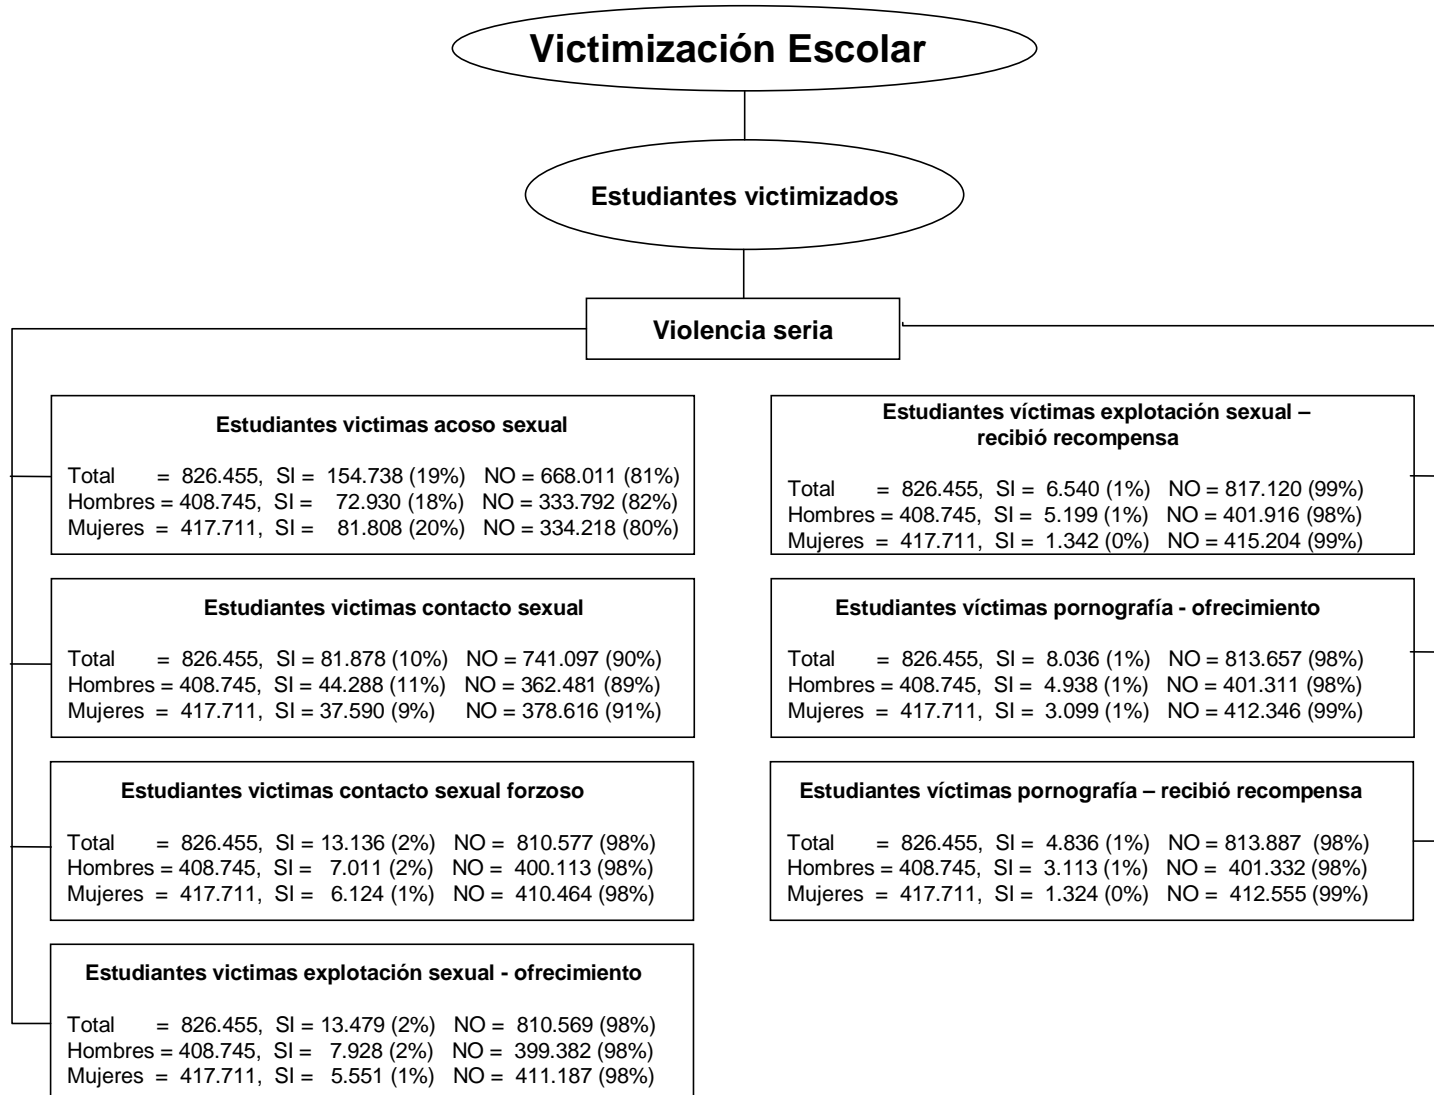 Victimización Escolar
Estudiantes victimizados
Violencia seria
Estudiantes victimas acoso sexual
Total = 826.455, SI = 154.738 (19%) NO = 668.011 (81%)
Hombres = 408.745, SI = 72.930 (18%) NO = 333.792 (82%)
Mujeres = 417.711, SI = 81.808 (20%) NO = 334.218 (80%)
Estudiantes victimas contacto sexual
Total = 826.455, SI = 81.878 (10%) NO = 741.097 (90%)
Hombres = 408.745, SI = 44.288 (11%) NO = 362.481 (89%)
Mujeres = 417.711, SI = 37.590 (9%) NO = 378.616 (91%)
Estudiantes victimas contacto sexual forzoso
Total = 826.455, SI = 13.136 (2%) NO = 810.577 (98%)
Hombres = 408.745, SI = 7.011 (2%) NO = 400.113 (98%)
Mujeres = 417.711, SI = 6.124 (1%) NO = 410.464 (98%)
Estudiantes victimas explotación sexual - ofrecimiento
Total = 826.455, SI = 13.479 (2%) NO = 810.569 (98%)
Hombres = 408.745, SI = 7.928 (2%) NO = 399.382 (98%)
Mujeres = 417.711, SI = 5.551 (1%) NO = 411.187 (98%)
Estudiantes víctimas explotación sexual –
recibió recompensa
Total = 826.455, SI = 6.540 (1%) NO = 817.120 (99%)
Hombres = 408.745, SI = 5.199 (1%) NO = 401.916 (98%)
Mujeres = 417.711, SI = 1.342 (0%) NO = 415.204 (99%)
Estudiantes víctimas pornografía - ofrecimiento
Total = 826.455, SI = 8.036 (1%) NO = 813.657 (98%)
Hombres = 408.745, SI = 4.938 (1%) NO = 401.311 (98%)
Mujeres = 417.711, SI = 3.099 (1%) NO = 412.346 (99%)
Estudiantes víctimas pornografía – recibió recompensa
Total = 826.455, SI = 4.836 (1%) NO = 813.887 (98%)
Hombres = 408.745, SI = 3.113 (1%) NO = 401.332 (98%)
Mujeres = 417.711, SI = 1.324 (0%) NO = 412.555 (99%)